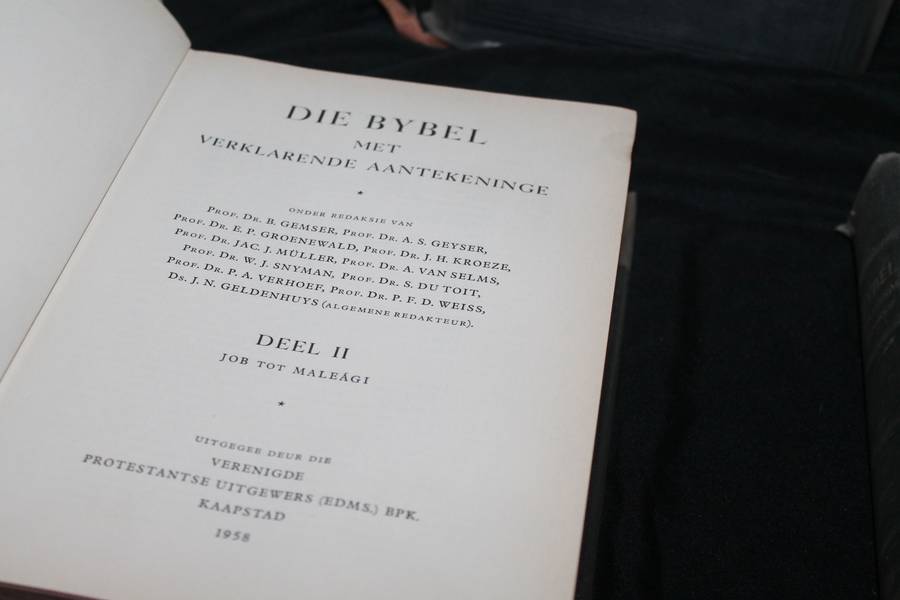 DIE BYBEL
MET
VERKLARENDE AANTEKENINGE
*
ONDER REDAKSIE VAN
PROF. DR. B. GEMSER, PROF. DR. A. S. GEYSER,
PROF. DR. E. P. GROENEWALD, PROF. DR. J. H. KROEZE,
PROF. DR. JAC. J. MÜLLER, PROF. DR. A. VAN SELMS,
PROF. DR. W. J. SNYMAN, PROF. DR. S. DU TOIT,
PROF. DR. P. A. VERHOEF, PROF. DR. P. F. D. WEISS,
DS. J. N. GELDENHUYS (ALGEMENE REDAKTEUR).
DEEL II
JOB TOT MALEÁGI
*
UITGEGEE DEUR DIE
VERENIGDE
PROTESTANTSE UITGEWERS (EDMS.) BPK.
KAAPSTAD
1958